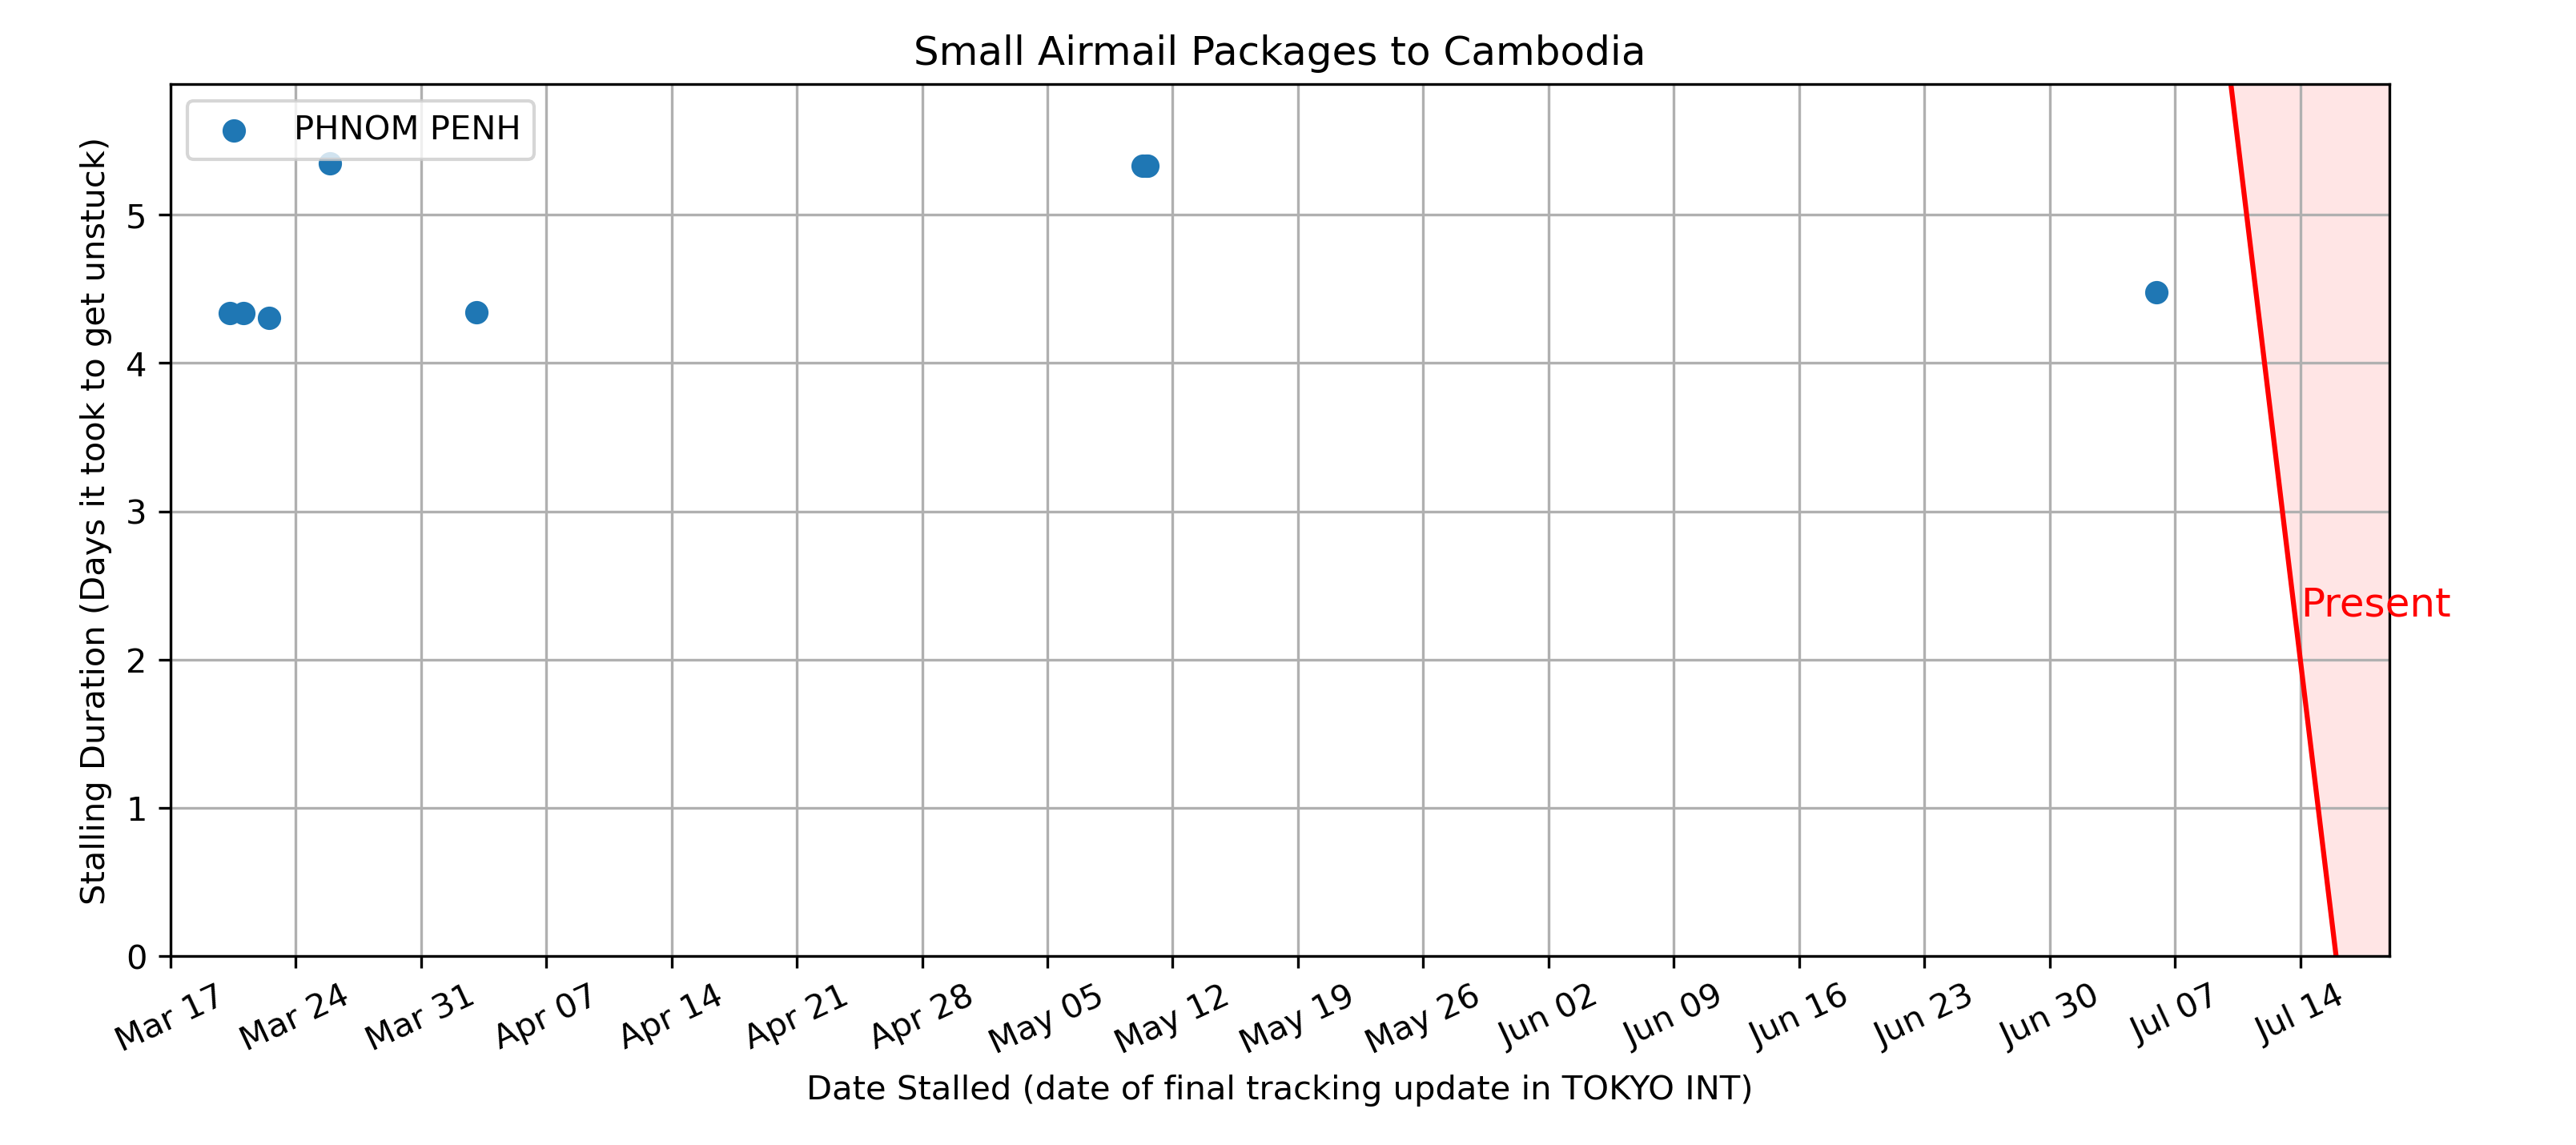 Small Airmail Packages to Cambodia
PHNOM PENH
Stalling Duration (Days it took to get unstuck)
5
4
3
2
1
0
Present
Mar 17
Mar 24
Mar 31
Apr 07
Apr 14
Apr 21
Apr 28
May 05
May 12
May 19
May 26
Jun 02
Jun 09
Jun 16
Jun 23
Jun 30
Jul 07
Jul 14
Date Stalled (date of final tracking update in TOKYO INT)